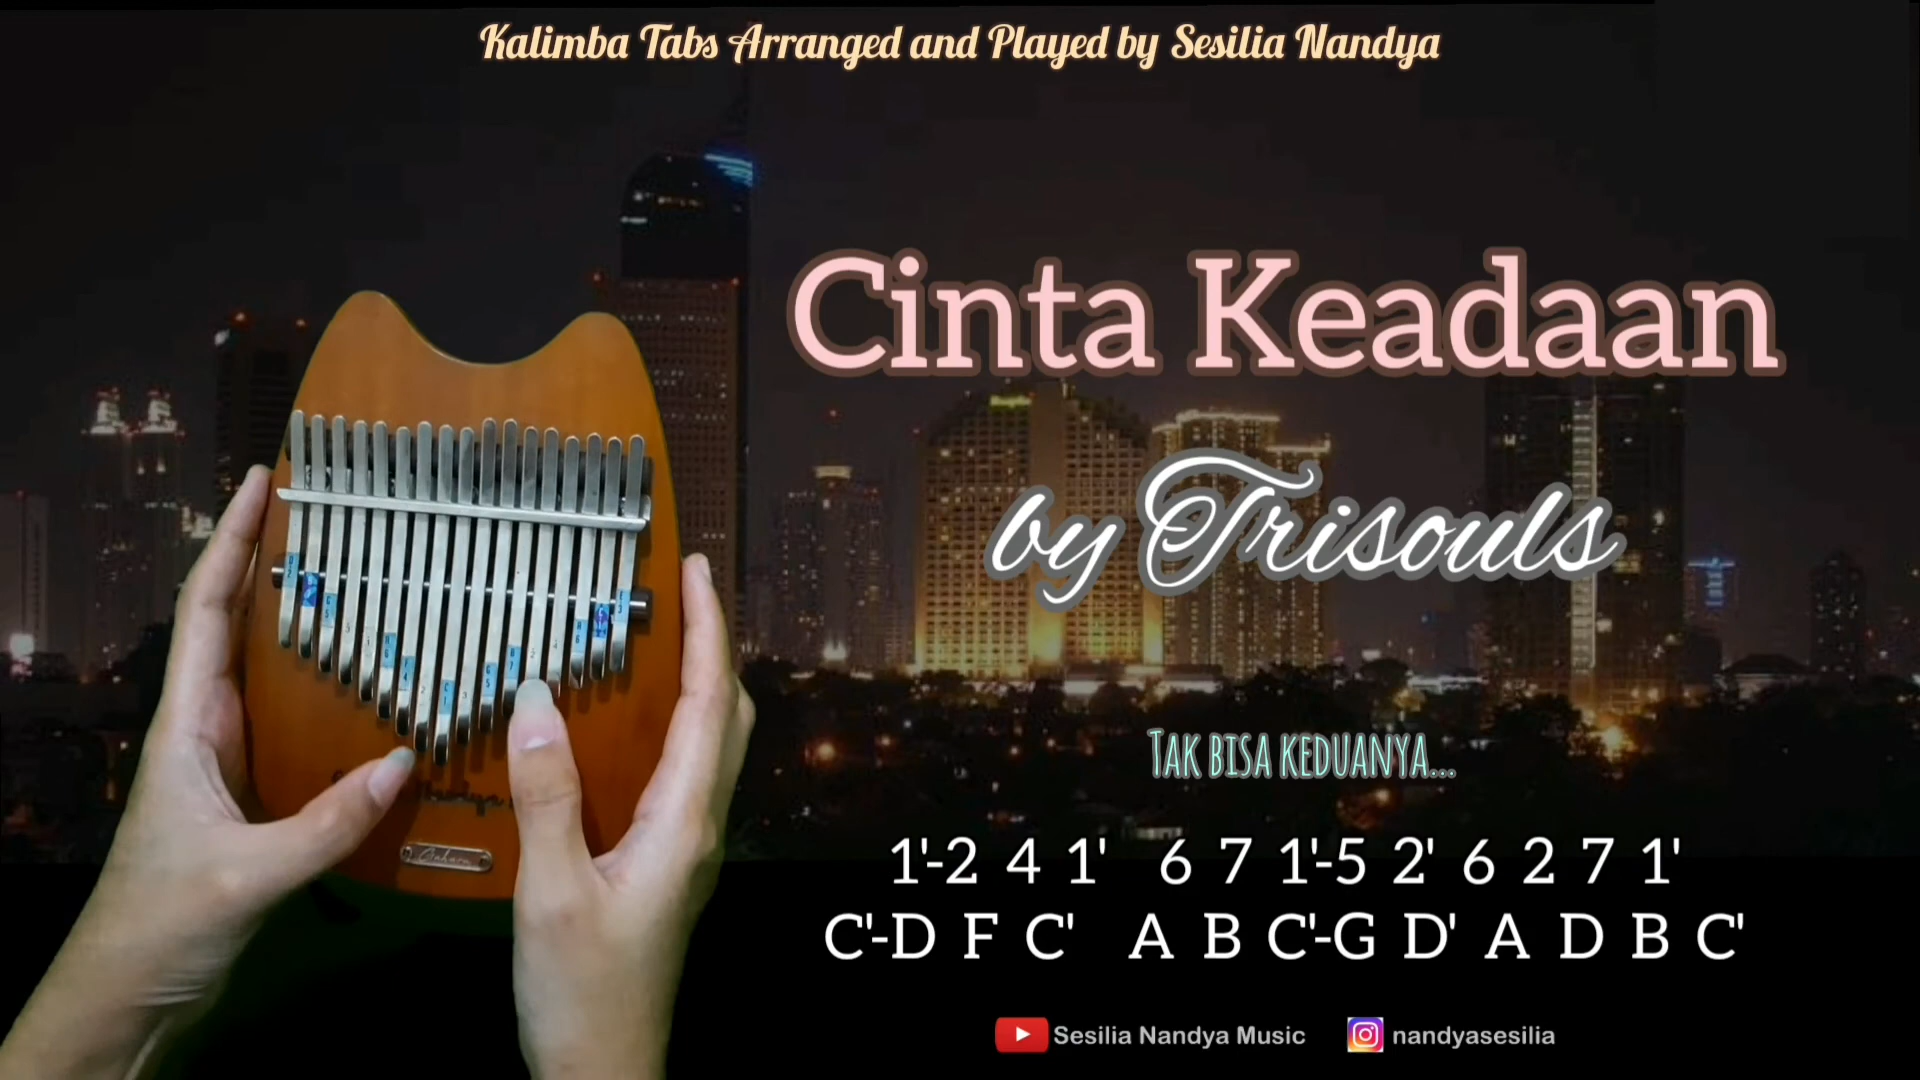 Kalimba Tabs Arranged and Played by Sesilia Nandya
Cinta Keadaan
by Trisouls
Tak bisa keduanya...
1'-2 4 1' 6 7 1'-5 2' 6 2 7 1'
C'-D F C' A B C'-G D' A D B C'
Sesilia Nandya Music nandyasesilia